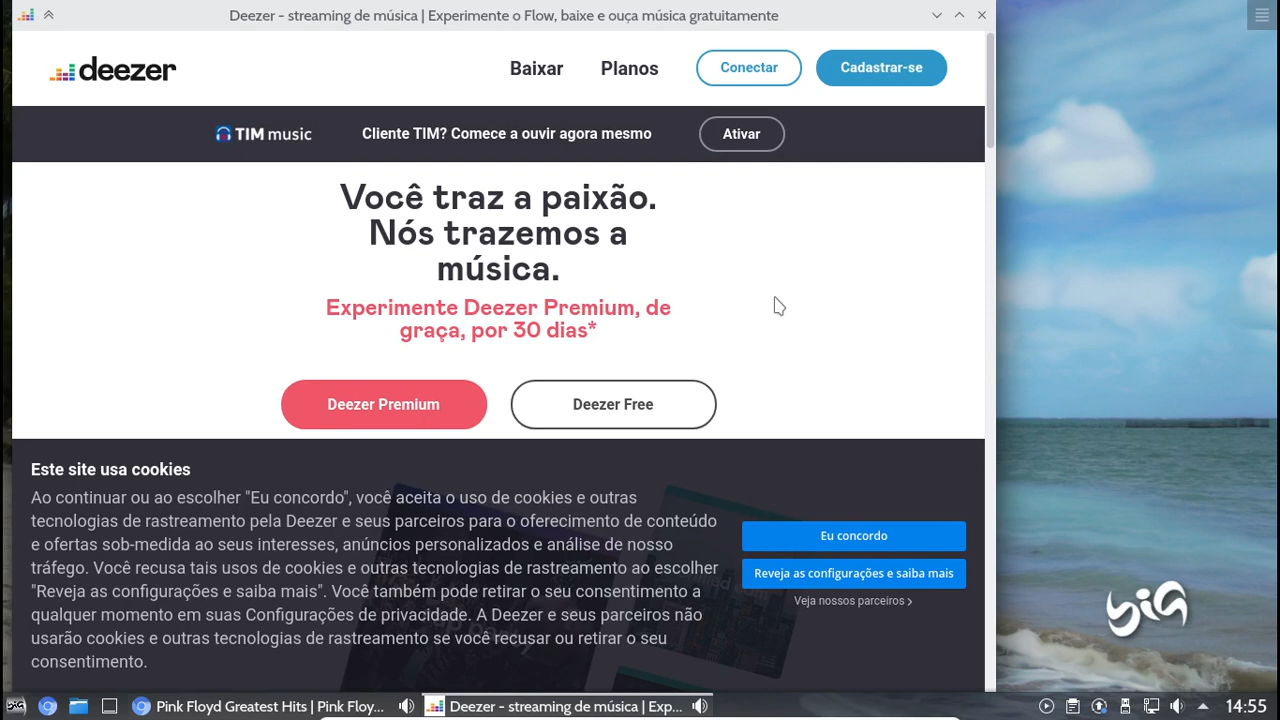 Deezer - streaming de música | Experimente o Flow, baixe e ouça música gratuitamente
deezer
Baixar
Planos
Conectar
Cadastrar-se
TIM music
Cliente TIM? Comece a ouvir agora mesmo
Ativar
Você traz a paixão.
Nós trazemos a
música.
Experimente Deezer Premium, de
graça, por 30 dias*
Deezer Premium
Deezer Free
Este site usa cookies
Ao continuar ou ao escolher "Eu concordo", você aceita o uso de cookies e outras
tecnologias de rastreamento pela Deezer e seus parceiros para o oferecimento de conteúdo
e ofertas sob-medida ao seus interesses, anúncios personalizados e análise de nosso
tráfego. Você recusa tais usos de cookies e outras tecnologias de rastreamento ao escolher
"Reveja as configurações e saiba mais". Você também pode retirar o seu consentimento a
qualquer momento em suas Configurações de privacidade. A Deezer e seus parceiros não
usarão cookies e outras tecnologias de rastreamento se você recusar ou retirar o seu
consentimento.
Eu concordo
Reveja as configurações e saiba mais
Veja nossos parceiros >
big
Pink Floyd Greatest Hits | Pink Floy...
Deezer - streaming de música | Exp...
14:55